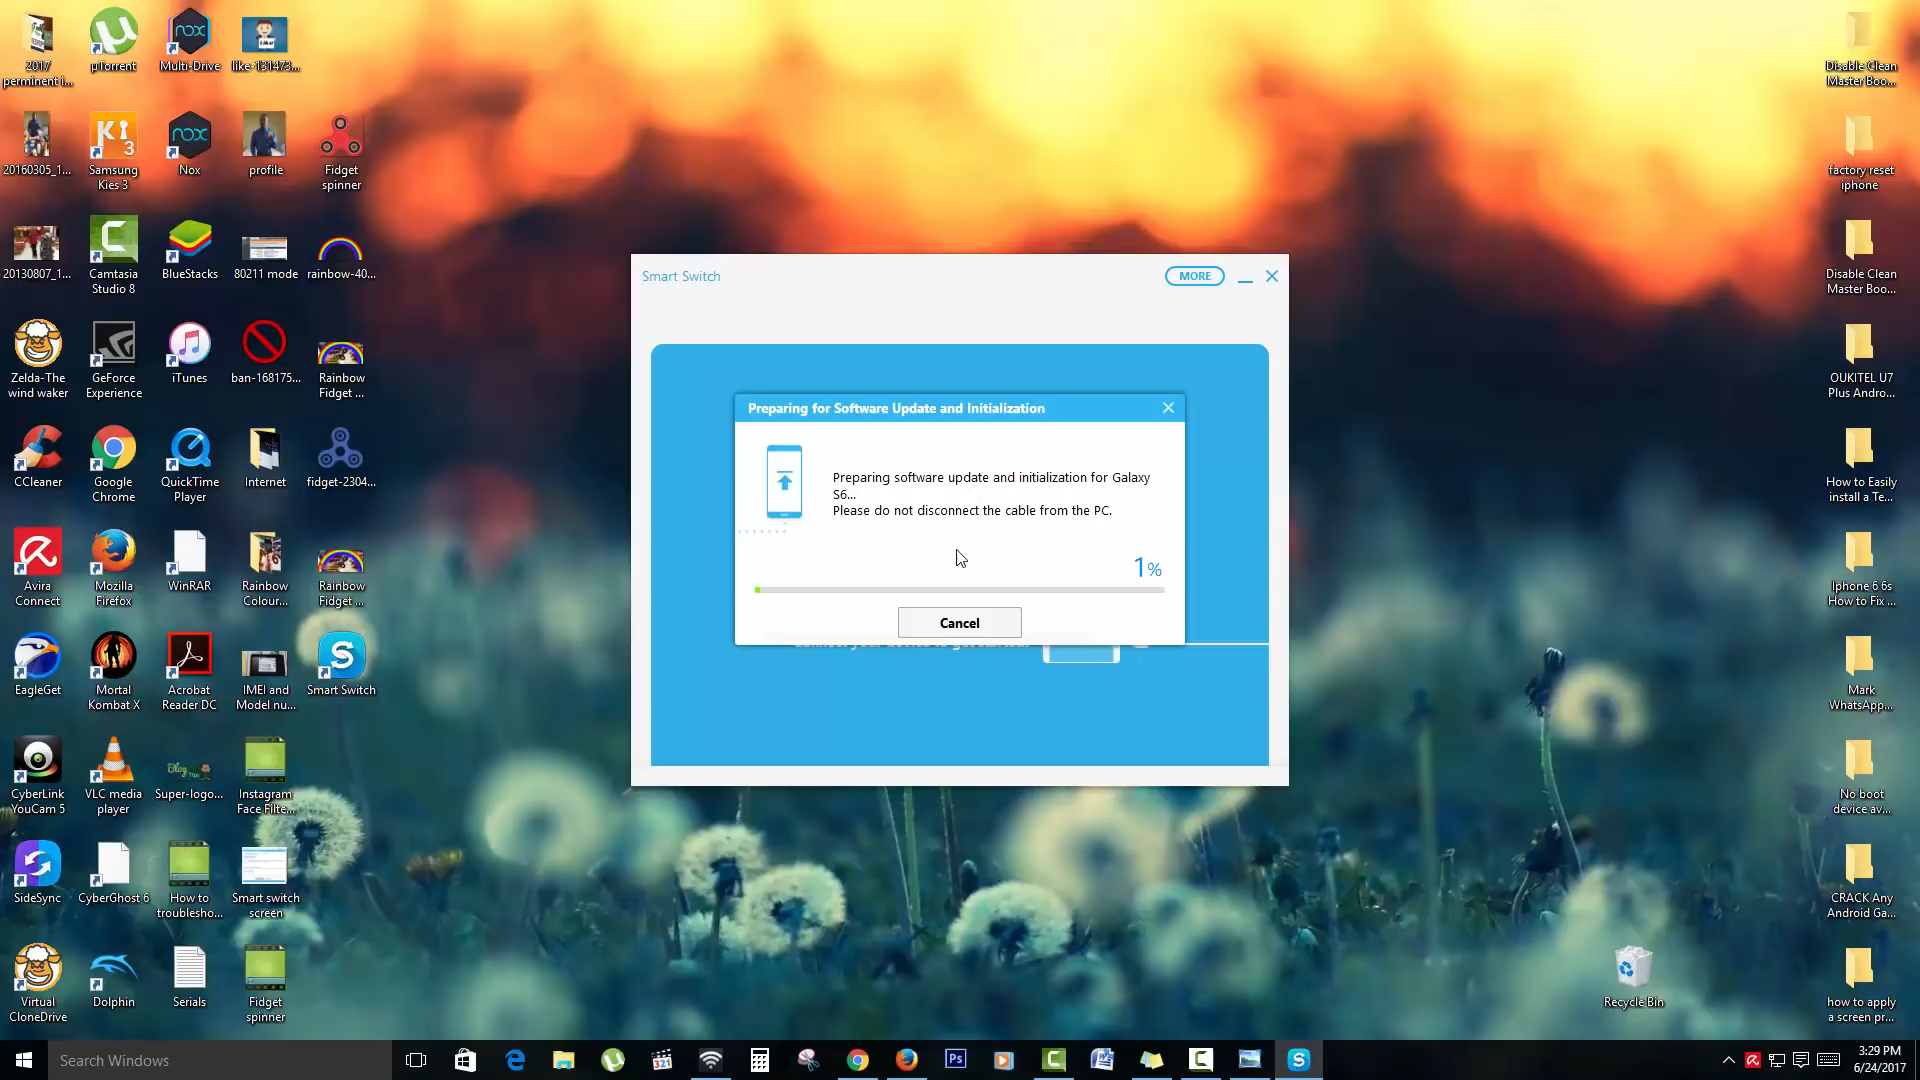 2017
perminent i...
µTorrent
Multi-Drive
like-131473...
Like
20160305_1...
Samsung
Kies 3
Nox
profile
Fidget
spinner
20130807_1...
Camtasia
Studio 8
BlueStacks
80211 mode
rainbow-40...
Zelda-The
wind waker
GeForce
Experience
iTunes
ban-168175...
Rainbow
Fidget ...
CCleaner
Google
Chrome
QuickTime
Player
Internet
fidget-2304...
Avira
Connect
Mozilla
Firefox
WinRAR
Rainbow
Colour...
Rainbow
Fidget ...
EagleGet
Mortal
Kombat X
Acrobat
Reader DC
IMEI and
Model nu...
Smart Switch
CyberLink
YouCam 5
VLC media
player
Super-logo...
Instagram
Face Filte...
SideSync
CyberGhost 6
How to
troublesho...
Smart switch
screen
Virtual
CloneDrive
Dolphin
Serials
Fidget
spinner
Smart Switch
MORE
Preparing for Software Update and Initialization
Preparing software update and initialization for Galaxy
S6...
Please do not disconnect the cable from the PC.
1%
Cancel
Disable Clean
Master Boo...
factory reset
iphone
Disable Clean
Master Boo...
OUKITEL U7
Plus Andro...
How to Easily
install a Te...
Iphone 6 6s
How to Fix ...
Mark
WhatsApp...
No boot
device av...
CRACK Any
Android Ga...
how to apply
a screen pr...
Recycle Bin
Search Windows
3:29 PM
6/24/2017